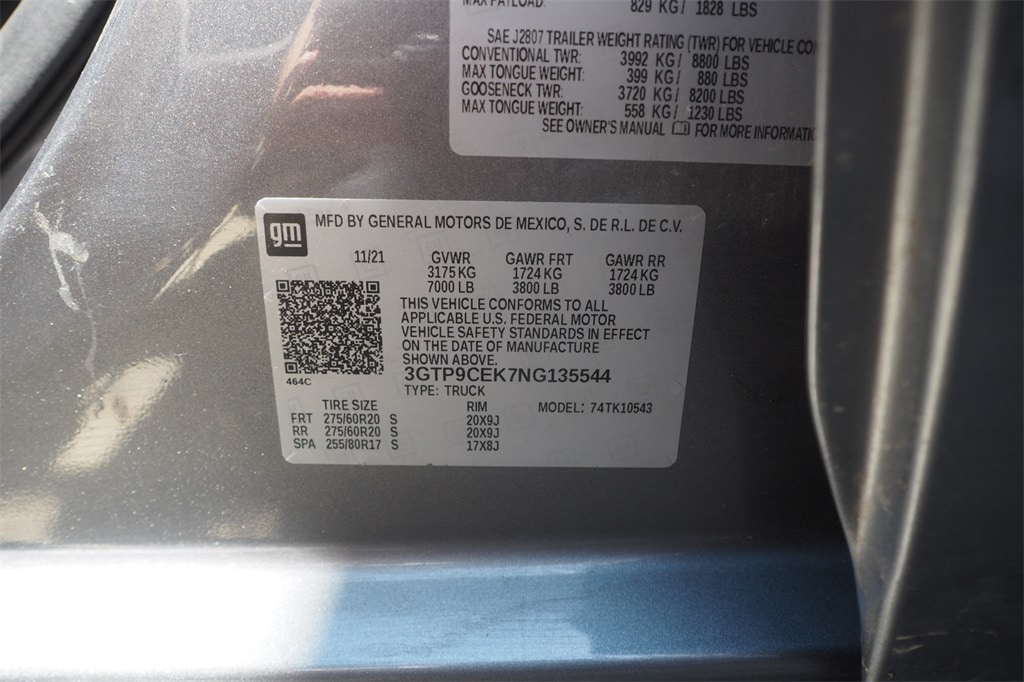 MAX PAYLOAD: 829 KG/ 1828 LBS
SAE J2807 TRAILER WEIGHT RATING (TWR) FOR VEHICLE
CONVENTIONAL TWR: 3992 KG/ 8800 LBS
MAX TONGUE WEIGHT: 399 KG/ 880 LBS
GOOSENECK TWR: 3720 KG/ 8200 LBS
MAX TONGUE WEIGHT: 558 KG/ 1230 LBS
SEE OWNER'S MANUAL FOR MORE
gm MFD BY GENERAL MOTORS DE MEXICO, S. DE R.L. DE C.V.
11/21 GVWR GAWR FRT GAWR RR
3175 KG 1724 KG 1724 KG
7000 LB 3800 LB 3800 LB
THIS VEHICLE CONFORMS TO ALL
APPLICABLE U.S. FEDERAL MOTOR
VEHICLE SAFETY STANDARDS IN EFFECT
ON THE DATE OF MANUFACTURE
SHOWN ABOVE.
464C
3GTP9CEK7NG135544
TYPE: TRUCK
TIRE SIZE RIM MODEL: 74TK10543
FRT 275/60R20 S 20X9J
RR 275/60R20 S 20X9J
SPA 255/80R17 S 17X8J